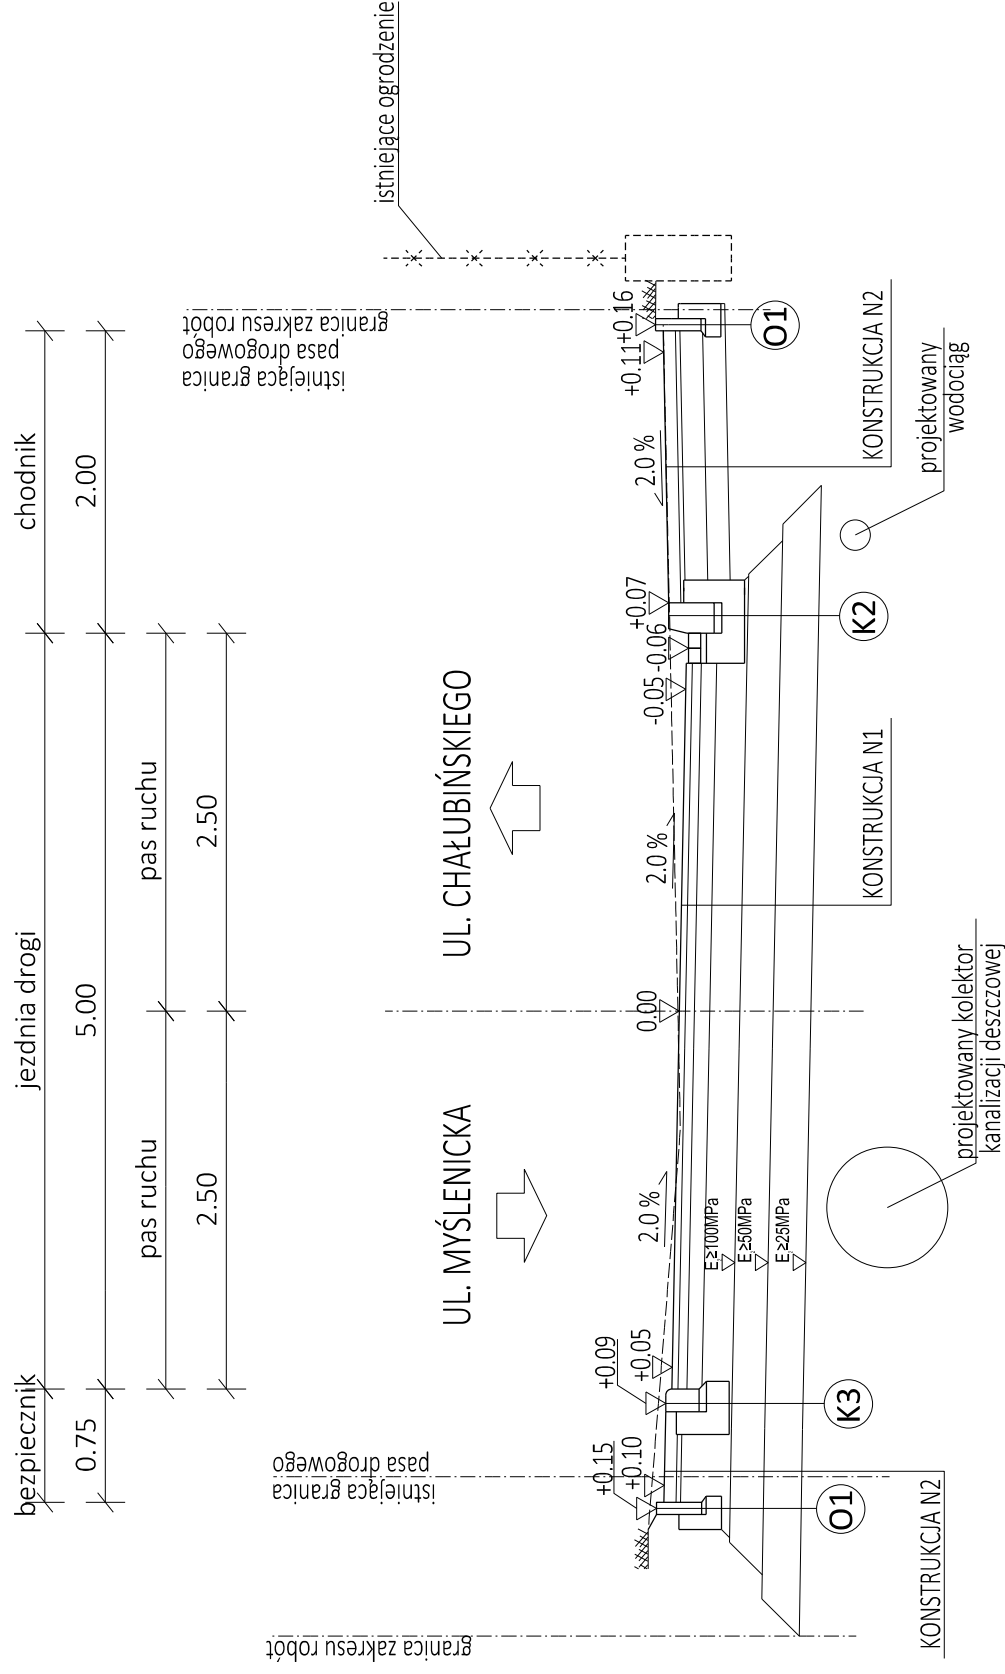 bezpiecznik
jezdnia drogi
chodnik
0.75
5.00
2.00
pas ruchu
pas ruchu
2.50
2.50
granica zakresu robót
istniejąca granica
pasa drogowego
istniejąca granica
pasa drogowego
granica zakresu robót
istniejące ogrodzenie
UL. MYŚLENICKA
UL. CHAŁUBIŃSKIEGO
+0.15
+0.10
+0.09
+0.05
2.0 %
0.00
2.0 %
-0.05
-0.06
+0.07
2.0 %
+0.11
+0.16
E₂≥100MPa
E₂≥50MPa
E₂≥25MPa
O1
K3
K2
O1
KONSTRUKCJA N2
KONSTRUKCJA N1
KONSTRUKCJA N2
projektowany kolektor
kanalizacji deszczowej
projektowany
wodociąg